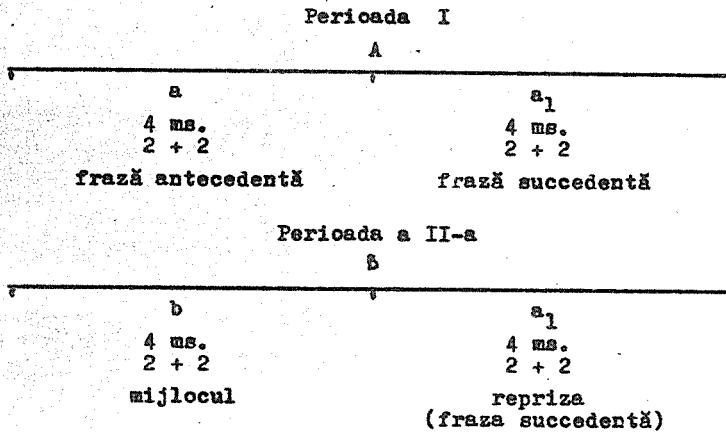 Perioada I
A
a a1
4 ms. 4 ms.
2 + 2 2 + 2
frază antecedentă frază succedentă
Perioada a II-a
B
b a1
4 ms. 4 ms.
2 + 2 2 + 2
mijlocul repriza
(fraza succedentă)